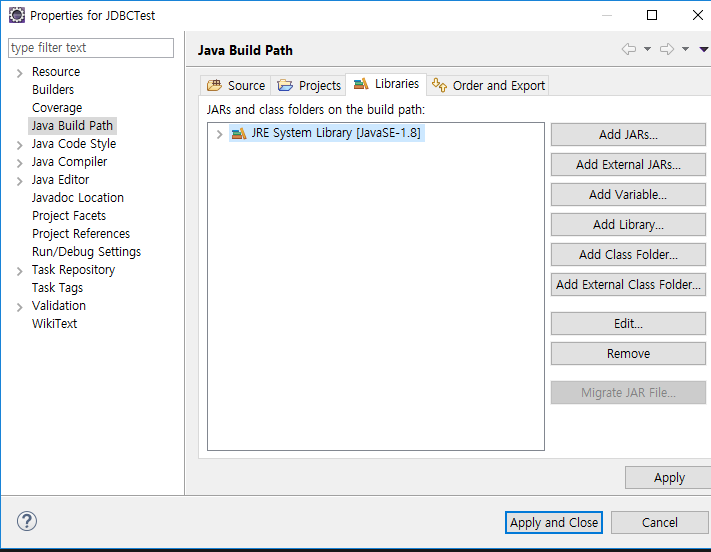 Properties for JDBCTest
type filter text
Resource
Builders
Coverage
Java Build Path
Java Code Style
Java Compiler
Java Editor
Javadoc Location
Project Facets
Project References
Run/Debug Settings
Task Repository
Task Tags
Validation
WikiText
Java Build Path
Source Projects Libraries Order and Export
JARs and class folders on the build path:
JRE System Library [JavaSE-1.8]
Add JARs...
Add External JARs...
Add Variable...
Add Library...
Add Class Folder...
Add External Class Folder...
Edit...
Remove
Migrate JAR File...
Apply
? Apply and Close Cancel